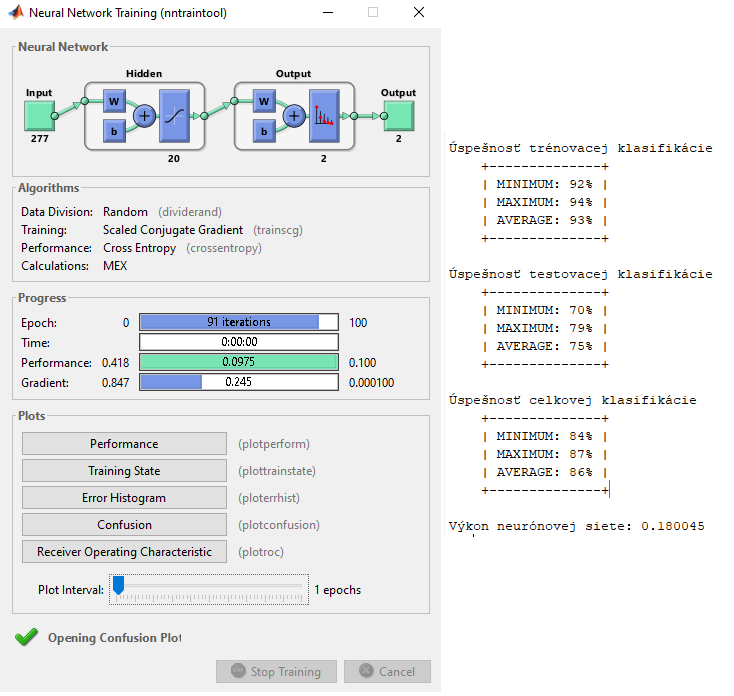 Neural Network Training (nntraintool)
Neural Network
Hidden Output
Input Output
W W
b b
277 2
20 2
Algorithms
Data Division: Random (dividerand)
Training: Scaled Conjugate Gradient (trainscg)
Performance: Cross Entropy (crossentropy)
Calculations: MEX
Progress
Epoch: 0 91 iterations 100
Time: 0:00:00
Performance: 0.418 0.0975 0.100
Gradient: 0.847 0.245 0.000100
Plots
Performance (plotperform)
Training State (plottrainstate)
Error Histogram (ploterrhist)
Confusion (plotconfusion)
Receiver Operating Characteristic (plotroc)
Plot Interval: 1 epochs
Opening Confusion Plot
Stop Training Cancel
Úspešnosť trénovacej klasifikácie
+--------------+
| MINIMUM: 92% |
| MAXIMUM: 94% |
| AVERAGE: 93% |
+--------------+
Úspešnosť testovacej klasifikácie
+--------------+
| MINIMUM: 70% |
| MAXIMUM: 79% |
| AVERAGE: 75% |
+--------------+
Úspešnosť celkovej klasifikácie
+--------------+
| MINIMUM: 84% |
| MAXIMUM: 87% |
| AVERAGE: 86% |
+--------------+
Výkon neurónovej siete: 0.180045